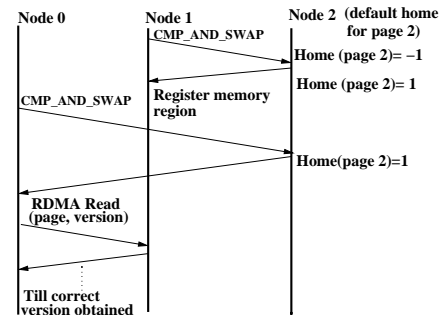 Node 0
Node 1
Node 2
(default home
for page 2)
CMP_AND_SWAP
Home (page 2)= −1
Home (page 2)= 1
Register memory
region
CMP_AND_SWAP
Home(page 2)=1
RDMA Read
(page, version)
Till correct
version obtained